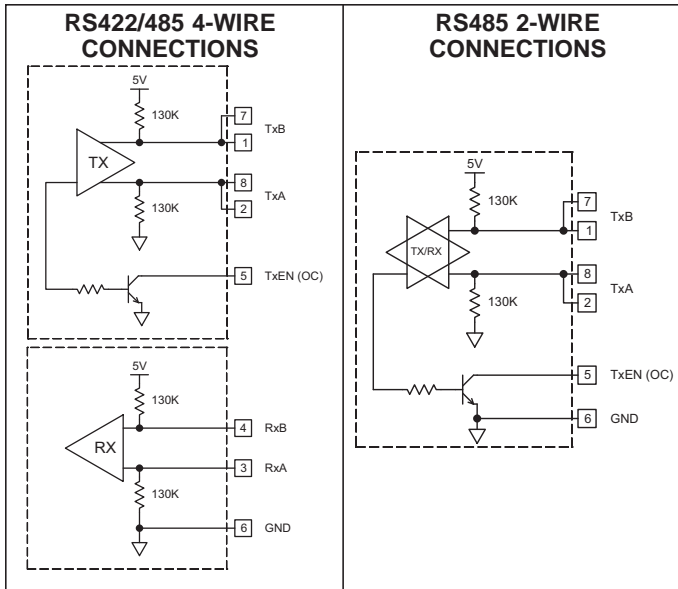 RS422/485 4-WIRE
CONNECTIONS
5V
130K
7
TxB
1
TX
8
TxA
130K
2
5
TxEN (OC)
5V
130K
4
RxB
RX
3
RxA
130K
6
GND
RS485 2-WIRE
CONNECTIONS
5V
130K
7
TxB
1
TX/RX
8
TxA
130K
2
5
TxEN (OC)
6
GND